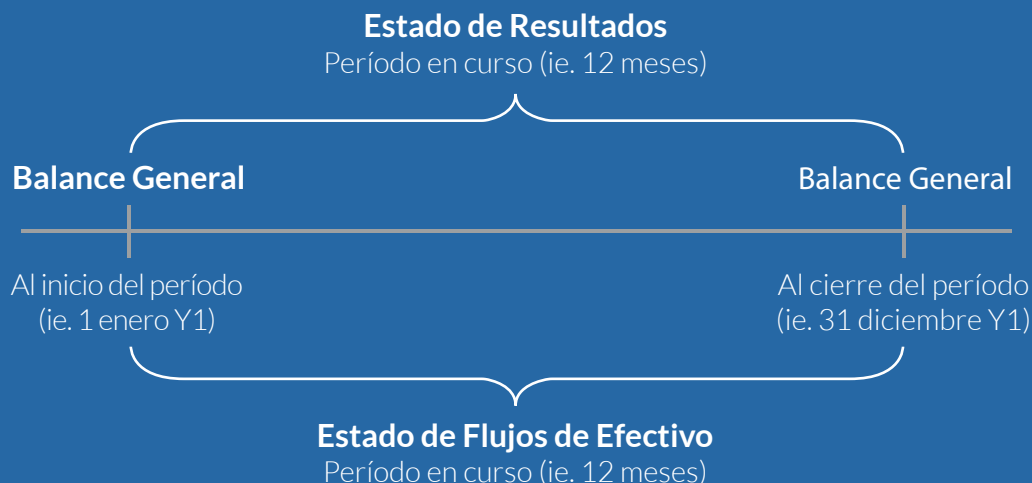 Estado de Resultados
Período en curso (ie. 12 meses)
Balance General
Balance General
Al inicio del período
(ie. 1 enero Y1)
Al cierre del período
(ie. 31 diciembre Y1)
Estado de Flujos de Efectivo
Período en curso (ie. 12 meses)